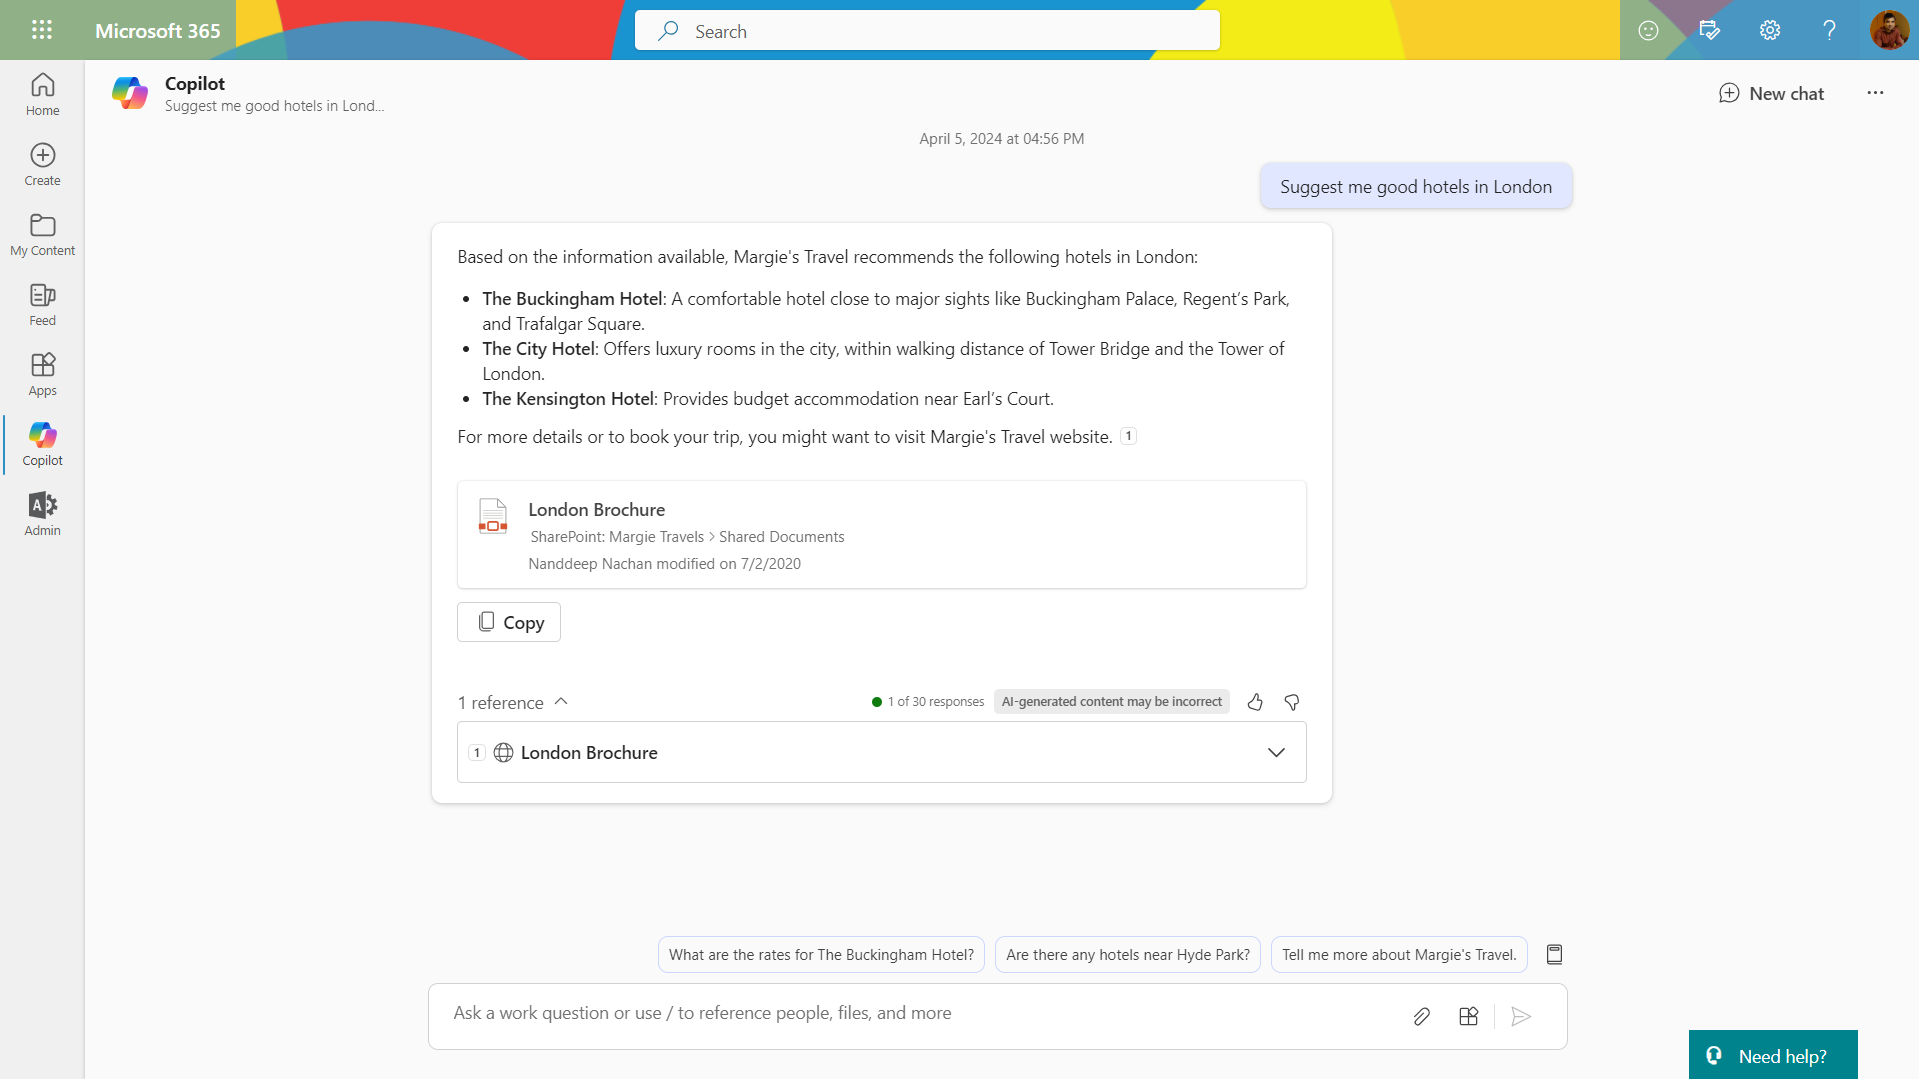 Microsoft 365
Search
Home
Create
My Content
Feed
Apps
Copilot
Admin
Copilot
Suggest me good hotels in Lond...
New chat
April 5, 2024 at 04:56 PM
Suggest me good hotels in London
Based on the information available, Margie's Travel recommends the following hotels in London:
• The Buckingham Hotel: A comfortable hotel close to major sights like Buckingham Palace, Regent’s Park,
and Trafalgar Square.
• The City Hotel: Offers luxury rooms in the city, within walking distance of Tower Bridge and the Tower of
London.
• The Kensington Hotel: Provides budget accommodation near Earl’s Court.
For more details or to book your trip, you might want to visit Margie's Travel website. 1
London Brochure
SharePoint: Margie Travels > Shared Documents
Nanddeep Nachan modified on 7/2/2020
Copy
1 reference
1 of 30 responses
AI-generated content may be incorrect
1 London Brochure
What are the rates for The Buckingham Hotel?
Are there any hotels near Hyde Park?
Tell me more about Margie's Travel.
Ask a work question or use / to reference people, files, and more
Need help?